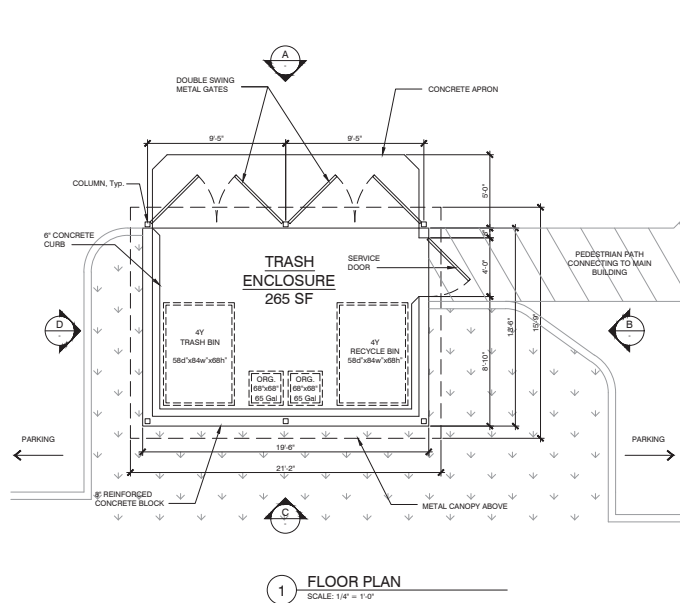 A
-
DOUBLE SWING
METAL GATES
CONCRETE APRON
9'-5"
9'-5"
COLUMN, Typ.
5'-0"
6" CONCRETE
CURB
TRASH
ENCLOSURE
265 SF
SERVICE
DOOR
4'-0"
PEDESTRIAN PATH
CONNECTING TO MAIN
BUILDING
D
-
B
-
13'-6"
15'-9"
4Y
TRASH BIN
58d"x84w"x68h"
4Y
RECYCLE BIN
58d"x84w"x68h"
ORG.
68"x68"
65 Gal
ORG.
68"x68"
65 Gal
8'-10"
PARKING
PARKING
19'-6"
21'-2"
8" REINFORCED
CONCRETE BLOCK
METAL CANOPY ABOVE
C
-
1
FLOOR PLAN
SCALE: 1/4" = 1'-0"